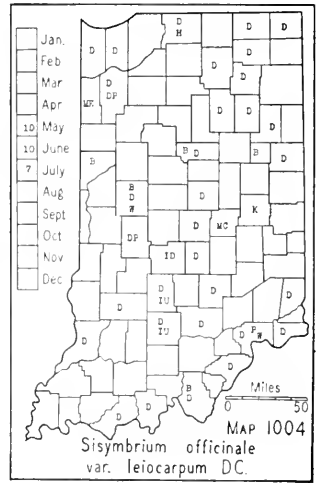 Jan.
Feb
Mar
Apr
10 May
10 June
7 July
Aug
Sept
Oct
Nov
Dec
D
H
D D
D D
D
D D
D
DP
ME
D D
D
B D
B D
B
B
D
W
D
K
MC
DP
ID D
D
IU
D
D
D
D
IU
D
P
W
D
D
D
B
D
D
D
D
Miles
0 50
MAP 1004
Sisymbrium officinale
var. leiocarpum DC.